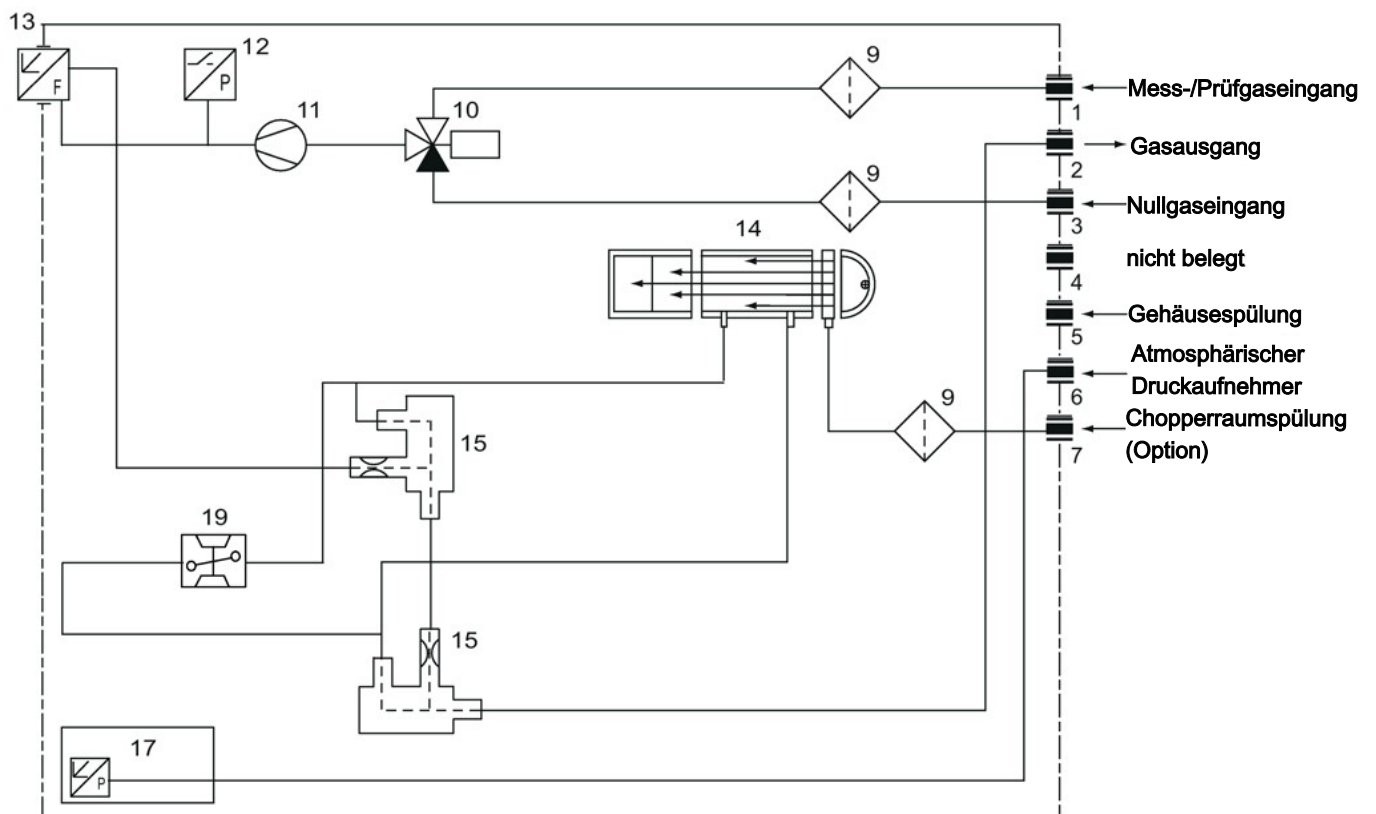 13
12
F
P
11
10
9
1
Mess-/Prüfgaseingang
2
Gasausgang
9
3
Nullgaseingang
14
4
nicht belegt
5
Gehäusespülung
6
Atmosphärischer
Druckaufnehmer
9
7
Chopperraumspülung
(Option)
15
19
15
17
P